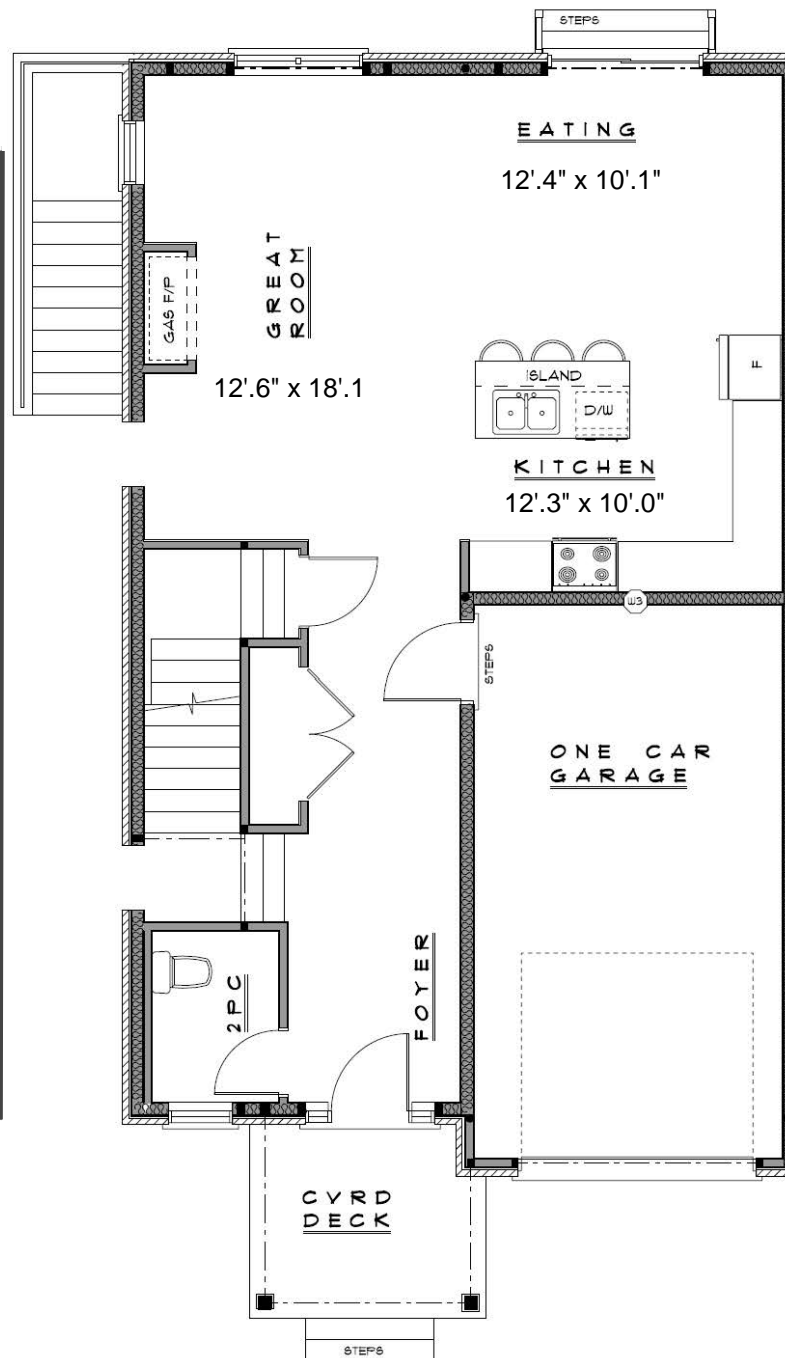 STEPS
EATING
12'.4" x 10'.1"
GREAT
ROOM
GAS F/P
12'.6" x 18'.1
ISLAND
D/W
F
KITCHEN
12'.3" x 10'.0"
W3
STEPS
ONE CAR
GARAGE
FOYER
2PC
CVRD
DECK
STEPS